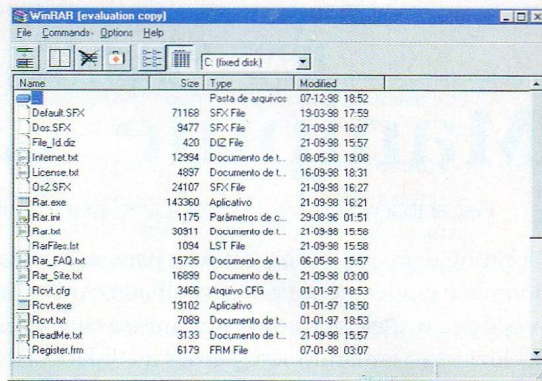 WinRAR (evaluation copy)
File Commands Options Help
C: (fixed disk)
Name Size Type Modified
.. Pasta de arquivos 07-12-98 18:52
Default.SFX 71168 SFX File 19-03-98 17:59
Dos.SFX 9477 SFX File 21-09-98 16:07
File_Id.diz 420 DIZ File 21-09-98 15:57
Internet.txt 12994 Documento de t... 08-05-98 19:08
License.txt 4897 Documento de t... 16-09-98 18:31
Os2.SFX 24107 SFX File 21-09-98 16:27
Rar.exe 143360 Aplicativo 21-09-98 16:21
Rar.ini 1175 Parâmetros de c... 29-08-96 01:51
Rar.txt 30911 Documento de t... 21-09-98 15:58
RarFiles.lst 1094 LST File 21-09-98 15:58
Rar_FAQ.txt 15735 Documento de t... 06-05-98 15:57
Rar_Site.txt 16899 Documento de t... 21-09-98 03:00
Rcvt.cfg 3466 Arquivo CFG 01-01-97 18:53
Rcvt.exe 19102 Aplicativo 01-01-97 18:50
Rcvt.txt 7089 Documento de t... 01-01-97 18:53
ReadMe.txt 3133 Documento de t... 21-09-98 15:57
Register.frm 6179 FRM File 07-01-98 03:07